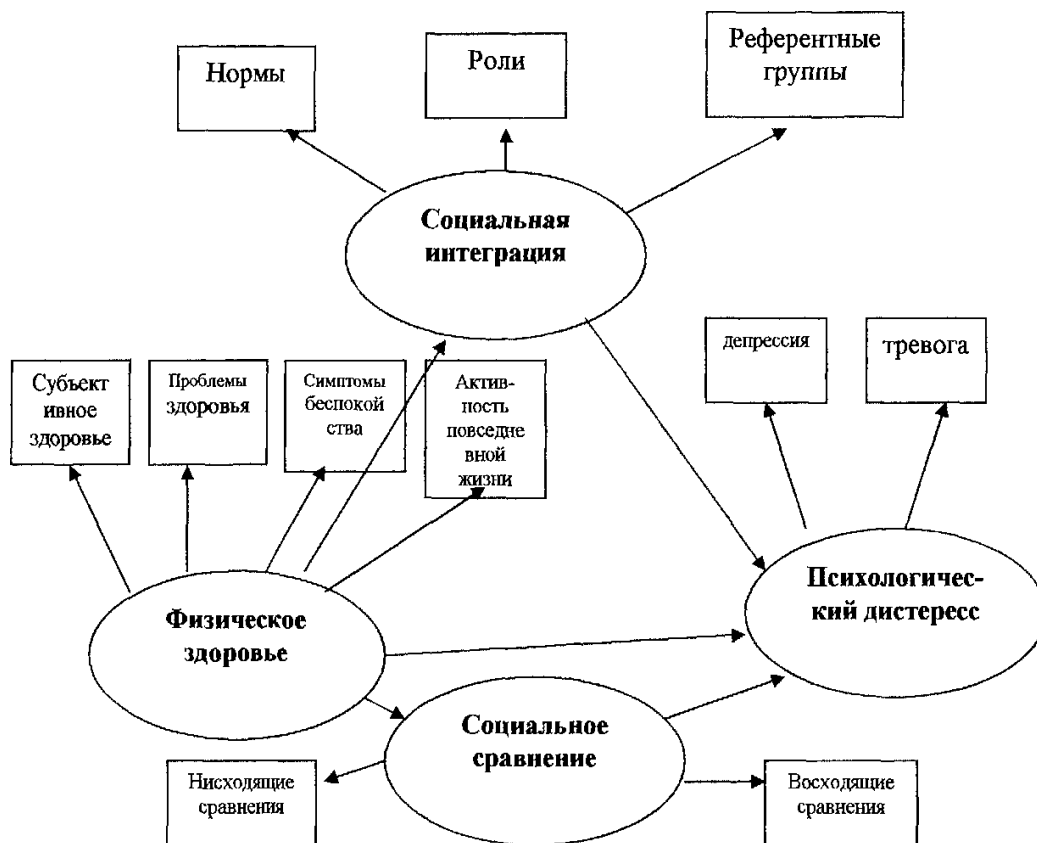 Нормы
Роли
Референтные
группы
Социальная
интеграция
депрессия
тревога
Субъект
ивное
здоровье
Проблемы
здоровья
Симптомы
беспокой
ства
Актив-
ность
повседне
вной
жизни
Физическое
здоровье
Психологичес-
кий дистересс
Социальное
сравнение
Нисходящие
сравнения
Восходящие
сравнения